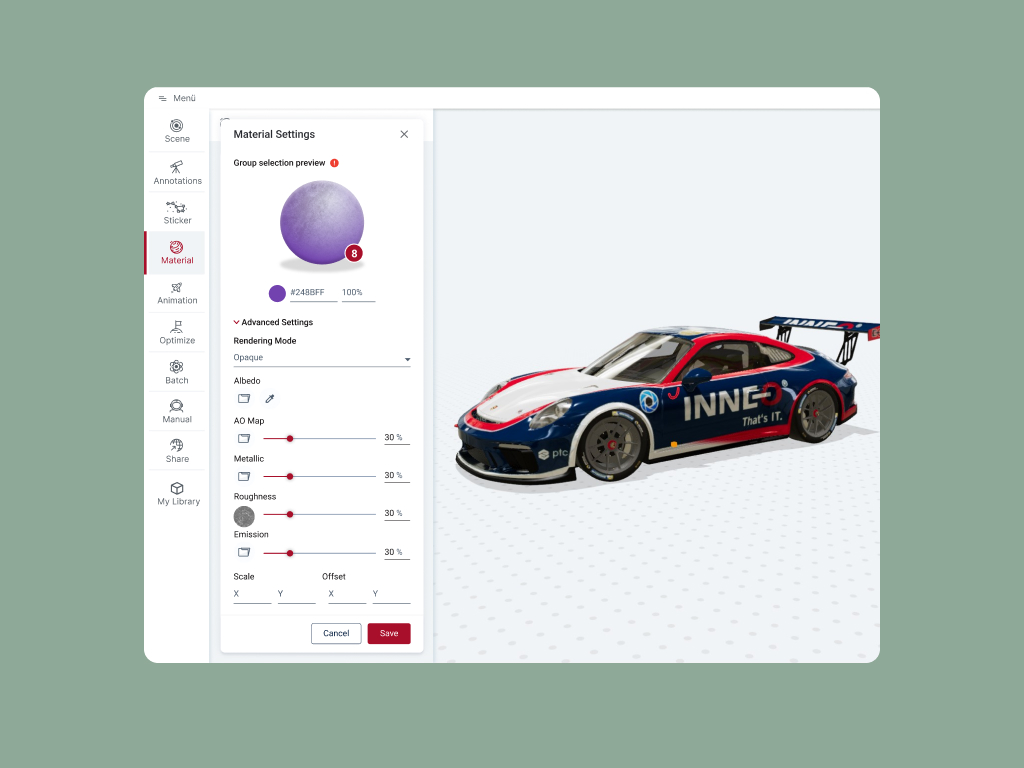 Menü
Scene
Annotations
Sticker
Material
Animation
Optimize
Batch
Manual
Share
My Library
Material Settings
Group selection preview !
8
#248BFF 100%
Advanced Settings
Rendering Mode
Opaque
Albedo
AO Map
30 %
Metallic
30 %
Roughness
30 %
Emission
30 %
Scale Offset
X Y X Y
Cancel Save
INNEO
INNEO
That's IT.
ptc